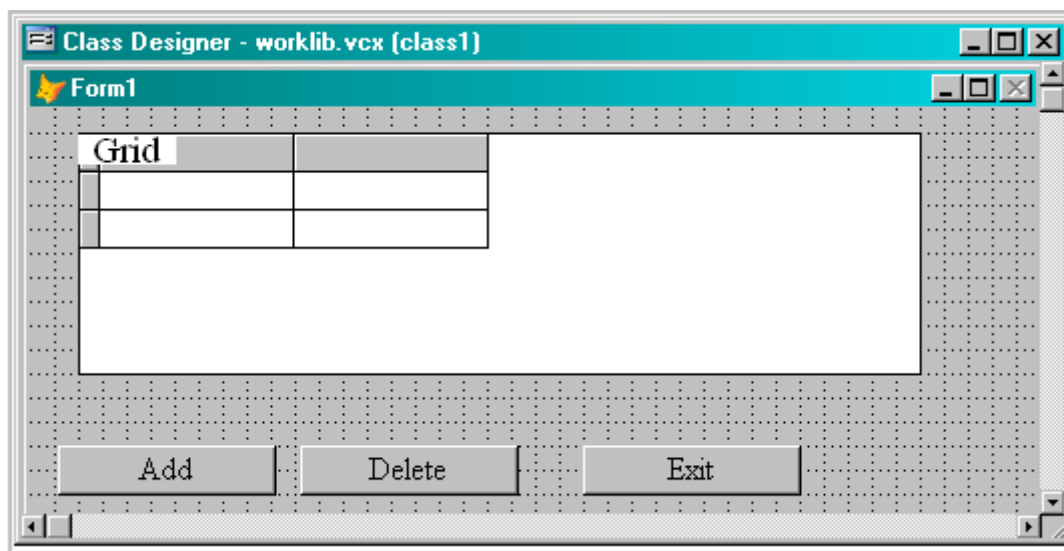 Class Designer - worklib.vcx (class1)
Form1
Grid
Add Delete Exit